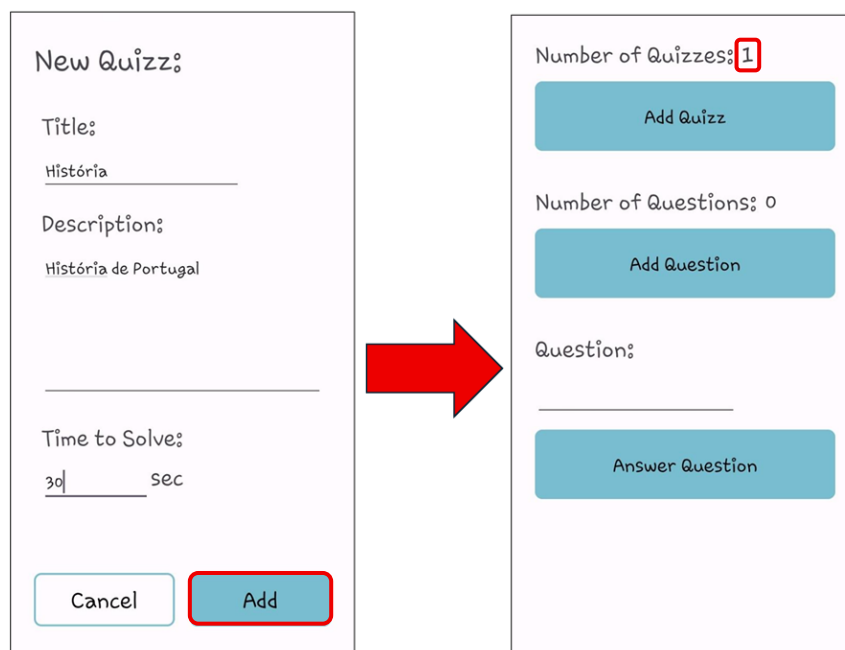 New Quizz:
Title:
História
Description:
História de Portugal
Time to Solve:
30 sec
Cancel
Add
Number of Quizzes: 1
Add Quizz
Number of Questions: 0
Add Question
Question:
Answer Question